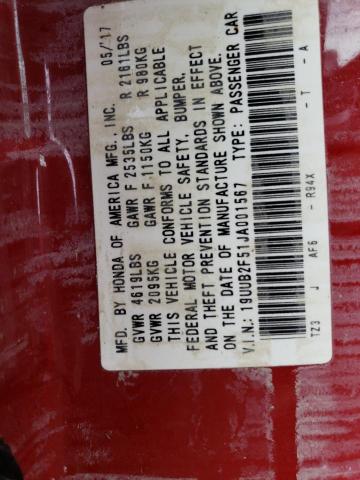 MFD. BY HONDA OF AMERICA MFG., INC. 05/'17
GVWR 4619LBS GAWR F 2535LBS R 2161LBS
GVWR 2095KG GAWR F 1150KG R 980KG
THIS VEHICLE CONFORMS TO ALL APPLICABLE
FEDERAL MOTOR VEHICLE SAFETY, BUMPER,
AND THEFT PREVENTION STANDARDS IN EFFECT
ON THE DATE OF MANUFACTURE SHOWN ABOVE.
V.I.N.: 19UUB2F51JA001567 TYPE: PASSENGER CAR
TZ3 J AF6 - R94X - T - A